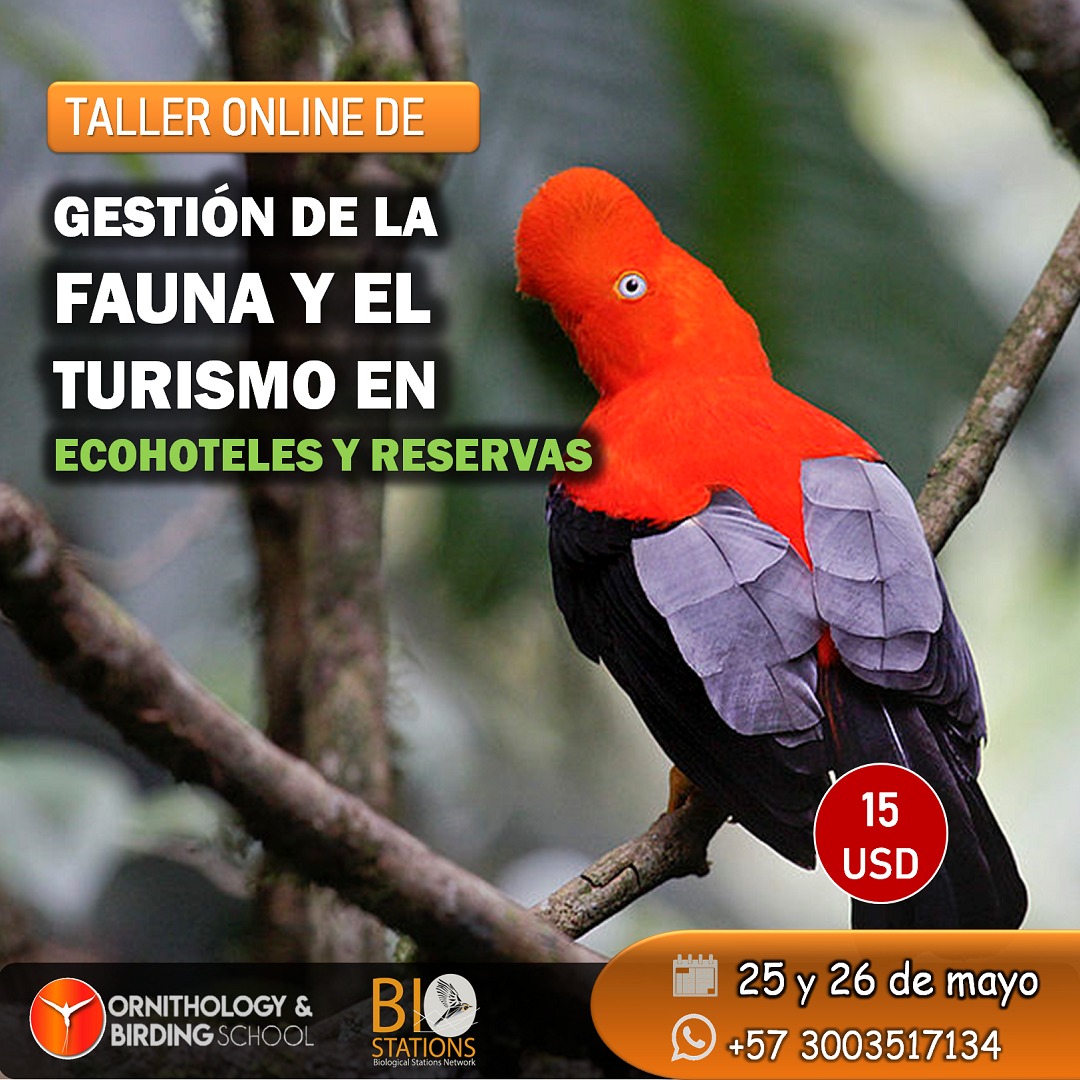 TALLER ONLINE DE
GESTIÓN DE LA
FAUNA Y EL
TURISMO EN
ECOHOTELES Y RESERVAS
15
USD
25 y 26 de mayo
+57 3003517134
ORNITHOLOGY &
BIRDING SCHOOL
BIO
STATIONS
Biological Stations Network